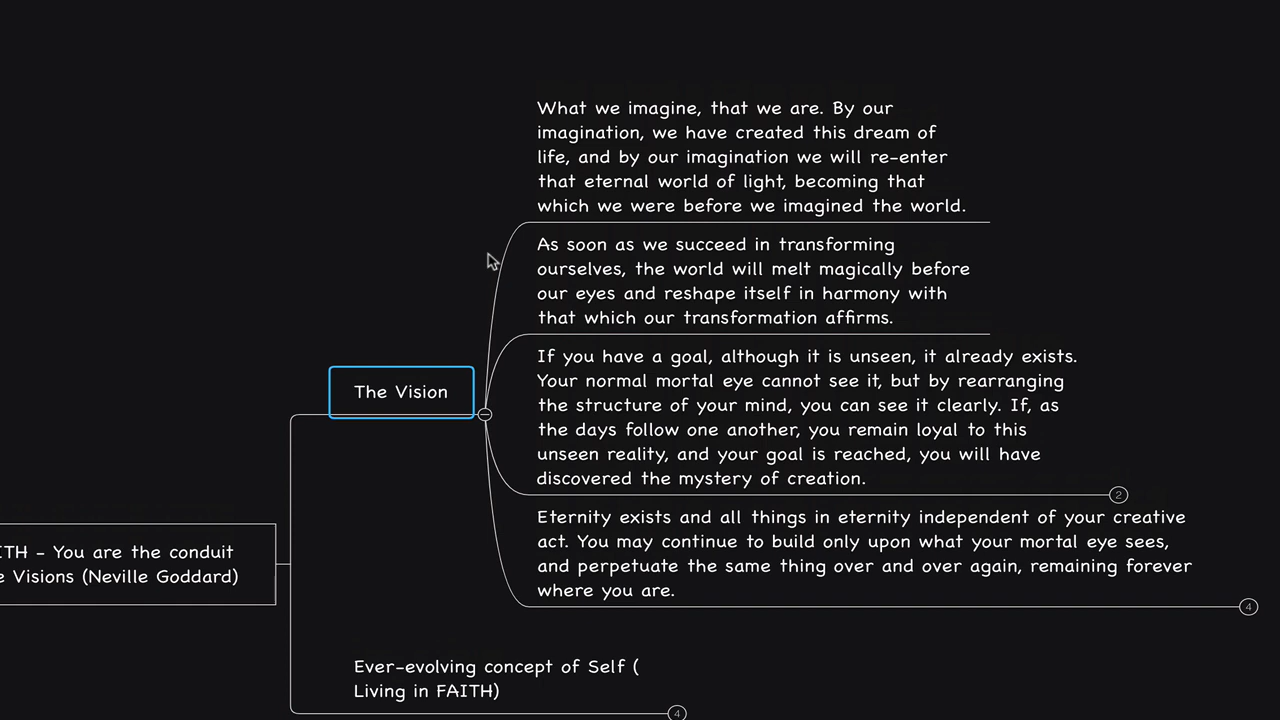 What we imagine, that we are. By our
imagination, we have created this dream of
life, and by our imagination we will re-enter
that eternal world of light, becoming that
which we were before we imagined the world.
As soon as we succeed in transforming
ourselves, the world will melt magically before
our eyes and reshape itself in harmony with
that which our transformation affirms.
The Vision
If you have a goal, although it is unseen, it already exists.
Your normal mortal eye cannot see it, but by rearranging
the structure of your mind, you can see it clearly. If, as
the days follow one another, you remain loyal to this
unseen reality, and your goal is reached, you will have
discovered the mystery of creation.
2
Eternity exists and all things in eternity independent of your creative
act. You may continue to build only upon what your mortal eye sees,
and perpetuate the same thing over and over again, remaining forever
where you are.
4
ITH - You are the conduit
e Visions (Neville Goddard)
Ever-evolving concept of Self (
Living in FAITH)
4